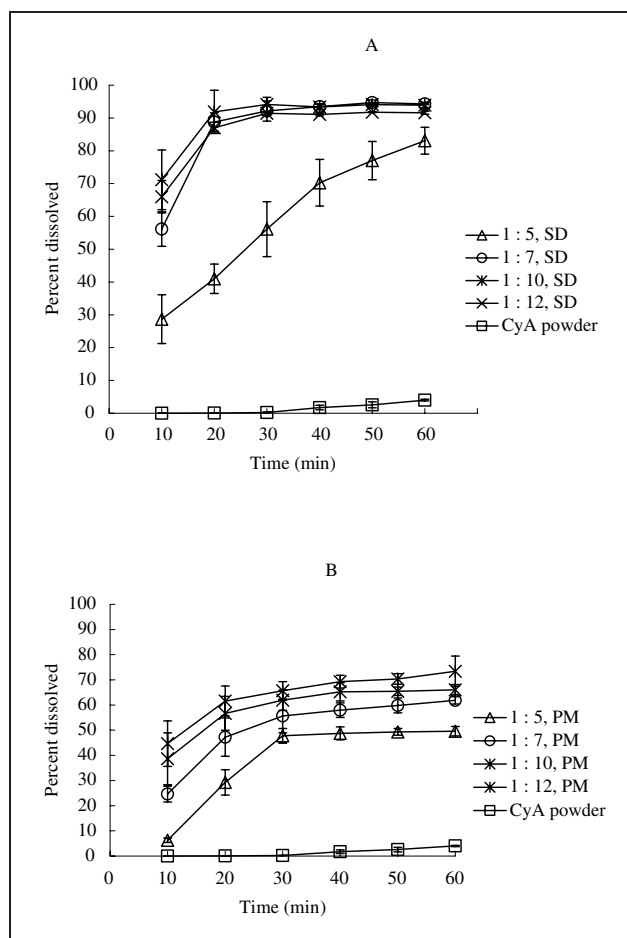 A
100
90
80
70
60
50
40
30
20
10
0
Percent dissolved
0 10 20 30 40 50 60
Time (min)
1 : 5, SD
1 : 7, SD
1 : 10, SD
1 : 12, SD
CyA powder
B
100
90
80
70
60
50
40
30
20
10
0
Percent dissolved
0 10 20 30 40 50 60
Time (min)
1 : 5, PM
1 : 7, PM
1 : 10, PM
1 : 12, PM
CyA powder